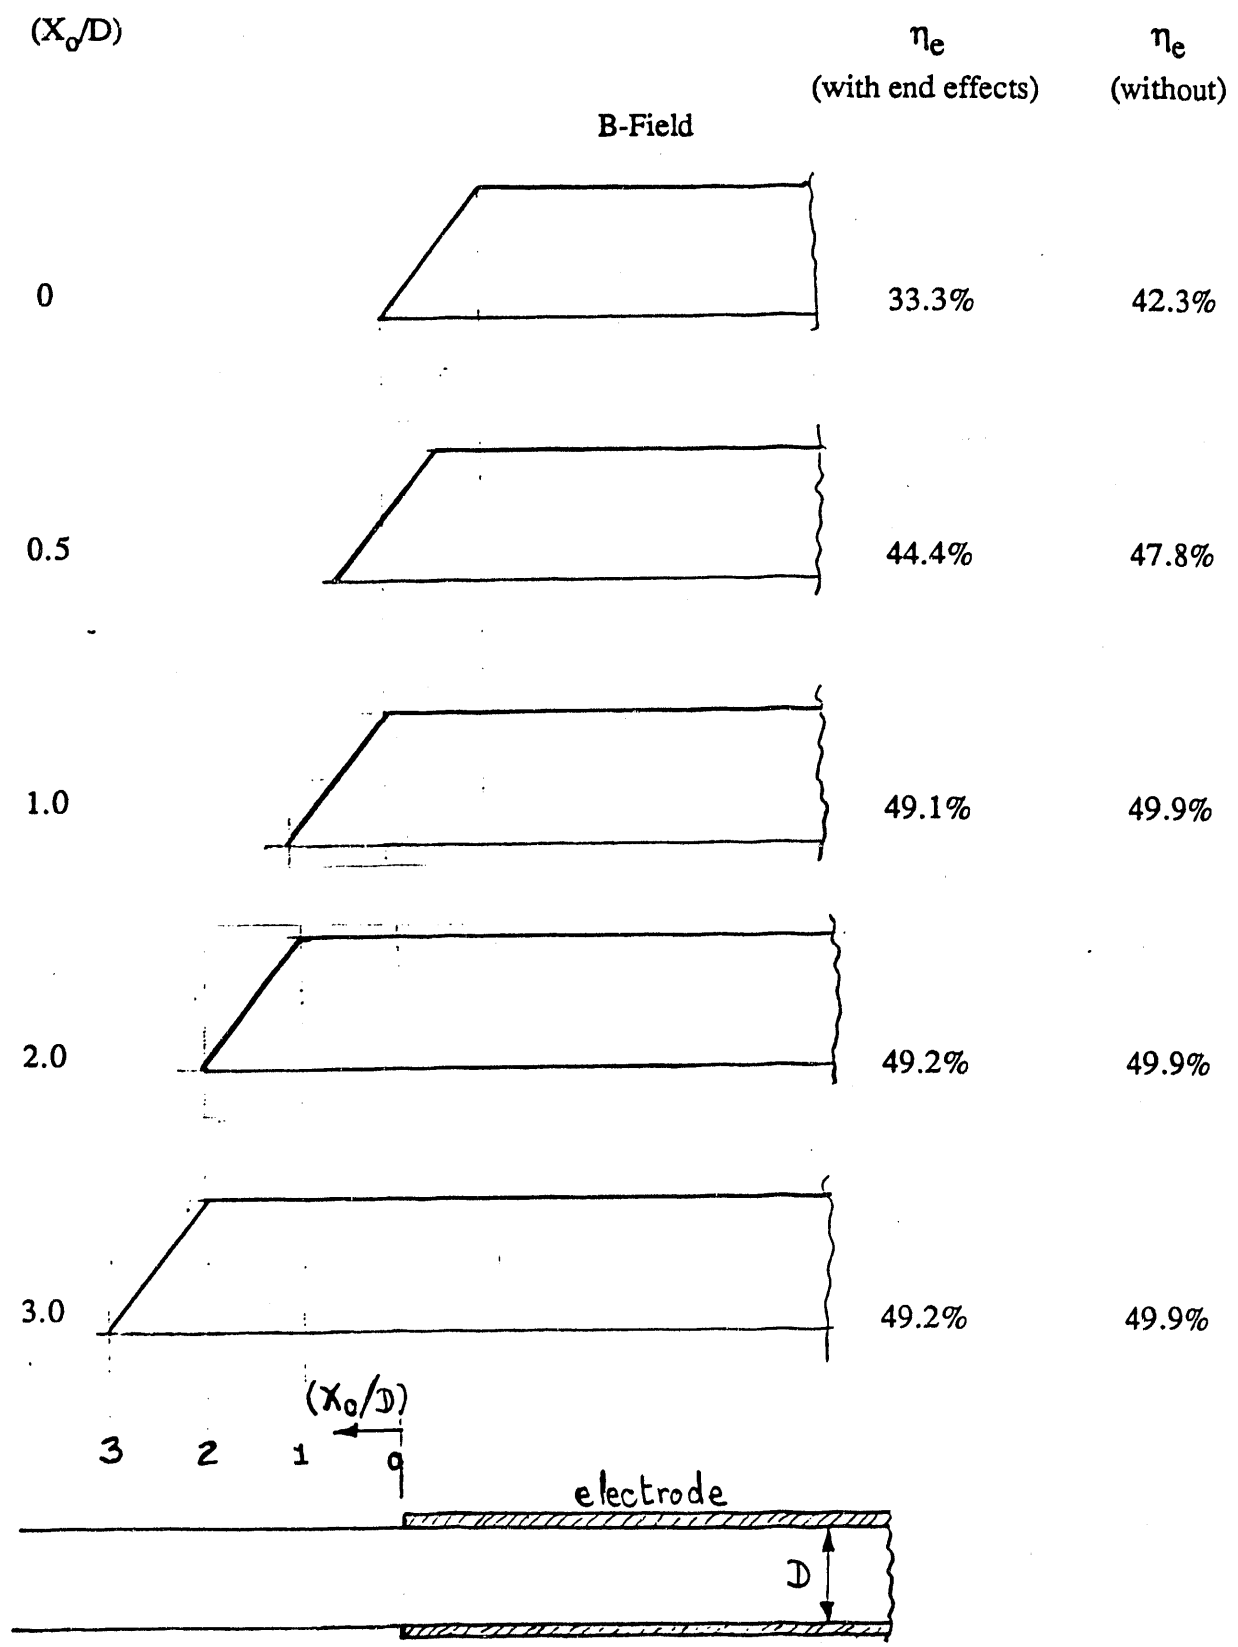 (X₀/D) ηe ηe
(with end effects) (without)
B-Field
0 33.3% 42.3%
0.5 44.4% 47.8%
1.0 49.1% 49.9%
2.0 49.2% 49.9%
3.0 49.2% 49.9%
(X₀/D)
3 2 1 0
electrode
D